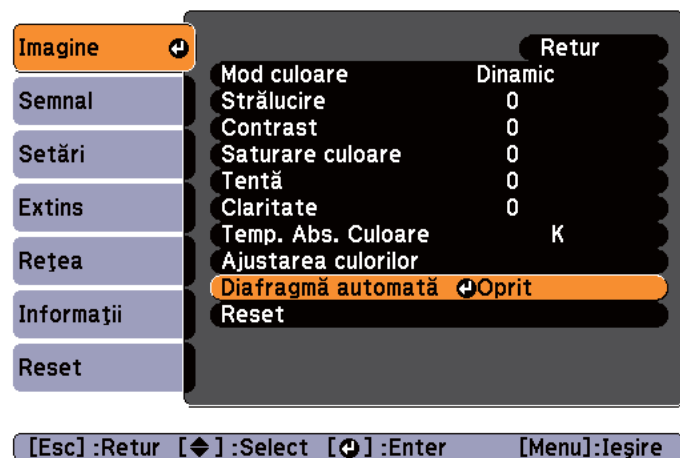 Imagine
Semnal
Setări
Extins
Reţea
Informaţii
Reset
Retur
Mod culoare Dinamic
Strălucire 0
Contrast 0
Saturare culoare 0
Tentă 0
Claritate 0
Temp. Abs. Culoare K
Ajustarea culorilor
Diafragmă automată Oprit
Reset
[Esc] :Retur [◆] :Select [↵] :Enter [Menu]:Ieşire